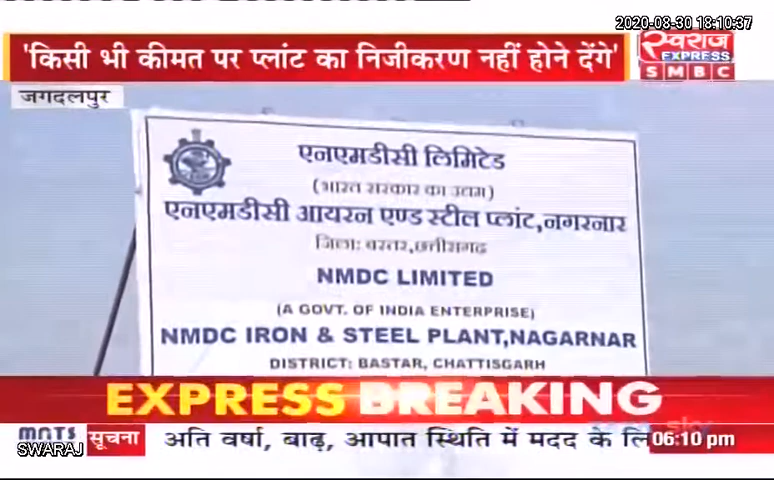 2020-08-30 18:10:37
'किसी भी कीमत पर प्लांट का निजीकरण नहीं होने देंगे'
स्वराज
EXPRESS
SMBC
जगदलपुर
एनएमडीसी लिमिटेड
(भारत सरकार का उद्यम)
एनएमडीसी आयरन एण्ड स्टील प्लांट,नगरनार
जिला: बस्तर,छत्तीसगढ़
NMDC LIMITED
(A GOVT. OF INDIA ENTERPRISE)
NMDC IRON & STEEL PLANT,NAGARNAR
DISTRICT: BASTAR, CHATTISGARH
EXPRESS BREAKING
सूचना अति वर्षा, बाढ़, आपात स्थिति में मदद के लि 06:10 pm
SWARAJ